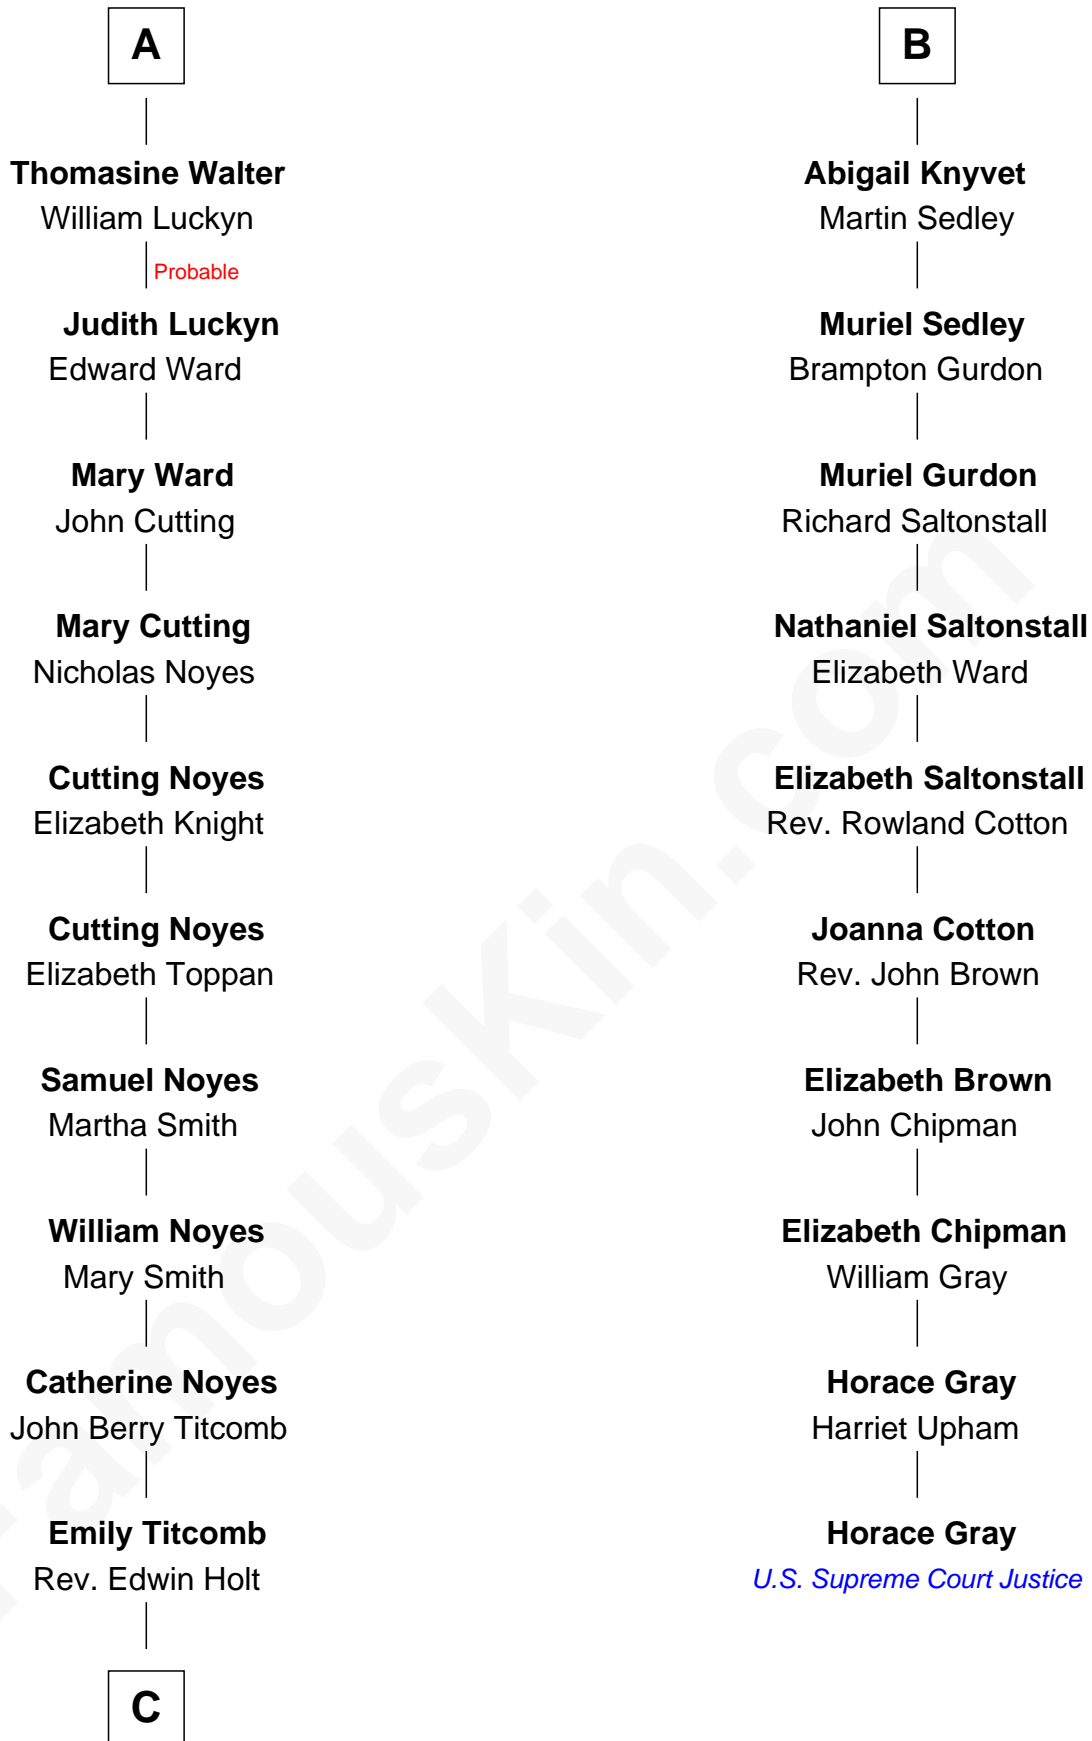 A
Thomasine Walter
William Luckyn
Probable
Judith Luckyn
Edward Ward
Mary Ward
John Cutting
Mary Cutting
Nicholas Noyes
Cutting Noyes
Elizabeth Knight
Cutting Noyes
Elizabeth Toppan
Samuel Noyes
Martha Smith
William Noyes
Mary Smith
Catherine Noyes
John Berry Titcomb
Emily Titcomb
Rev. Edwin Holt
C
B
Abigail Knyvet
Martin Sedley
Muriel Sedley
Brampton Gurdon
Muriel Gurdon
Richard Saltonstall
Nathaniel Saltonstall
Elizabeth Ward
Elizabeth Saltonstall
Rev. Rowland Cotton
Joanna Cotton
Rev. John Brown
Elizabeth Brown
John Chipman
Elizabeth Chipman
William Gray
Horace Gray
Harriet Upham
Horace Gray
U.S. Supreme Court Justice
FamousKin.com